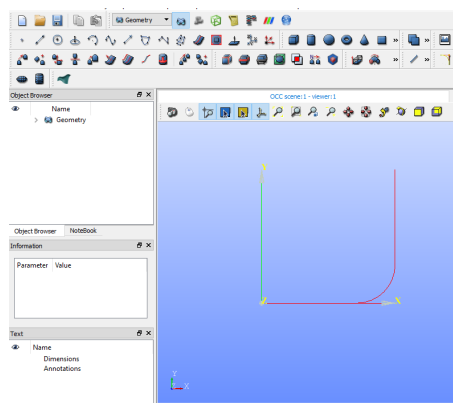 Geometry
»
»
»
»
Object Browser
Name
Geometry
Object Browser NoteBook
Information
Parameter Value
Text
Name
Dimensions
Annotations
OCC scene:1 - viewer:1
Y
Z X
Y
Z X